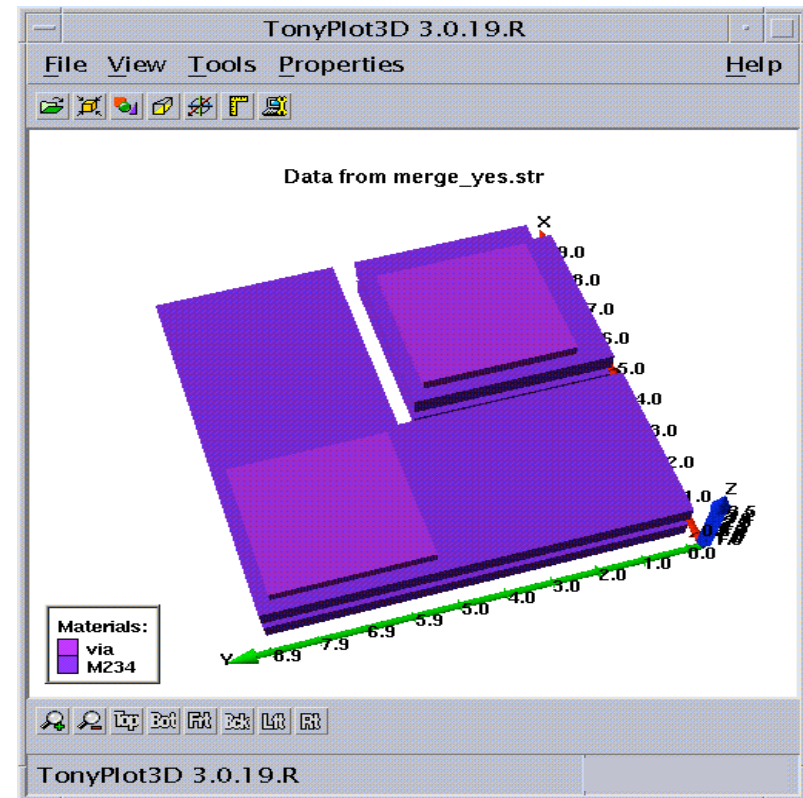 TonyPlot3D 3.0.19.R
File View Tools Properties Help
Data from merge_yes.str
X
9.0
8.0
7.0
6.0
5.0
4.0
3.0
2.0
1.0
Z
0.0
1.0
2.0
3.0
4.0
5.0
5.9
6.9
7.9
8.9
Y
Materials:
via
M234
Top Bot Frt Bck Lft Rt
TonyPlot3D 3.0.19.R